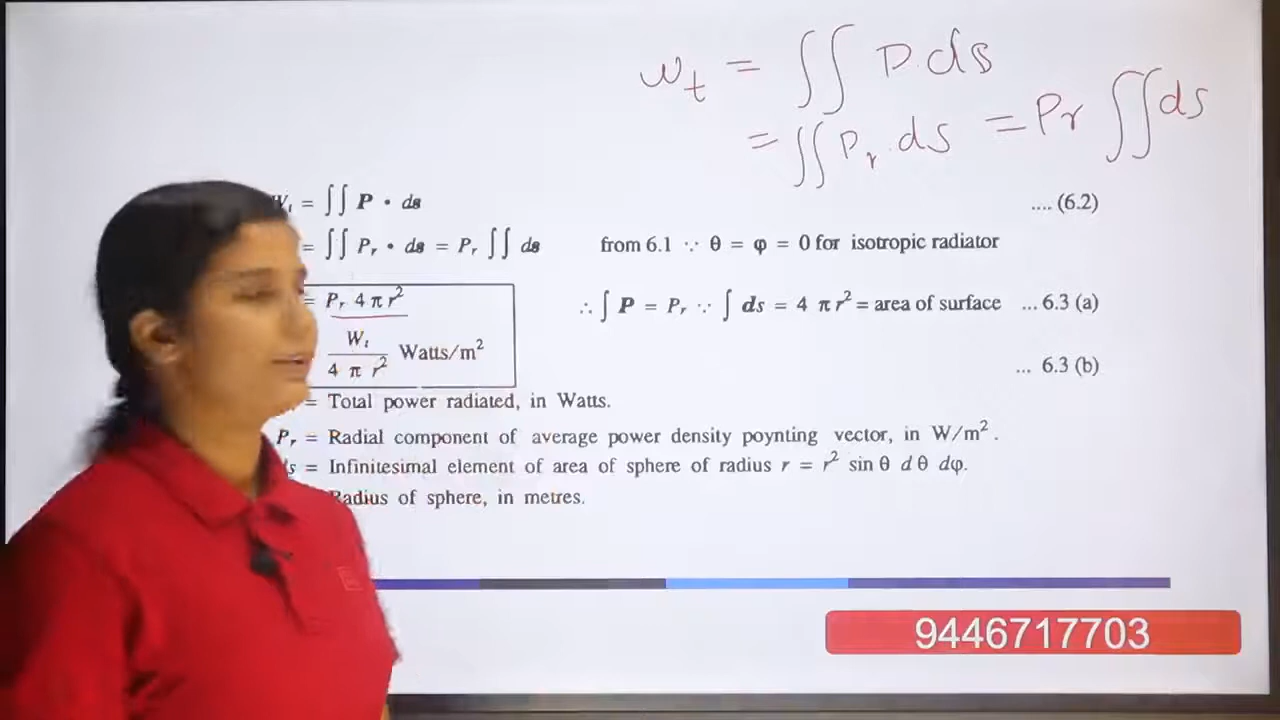 Wt = ∫∫ P.ds
= ∫∫ Pr.ds = Pr ∫∫ ds
Wt = ∫∫ P • ds .... (6.2)
= ∫∫ Pr • ds = Pr ∫∫ ds from 6.1 ∵ θ = φ = 0 for isotropic radiator
= Pr 4 π r² ∴ ∫ P = Pr ∵ ∫ ds = 4 π r² = area of surface ... 6.3 (a)
Wt / 4 π r² Watts/m² ... 6.3 (b)
= Total power radiated, in Watts.
Pr = Radial component of average power density poynting vector, in W/m².
ds = Infinitesimal element of area of sphere of radius r = r² sin θ d θ dφ.
Radius of sphere, in metres.
9446717703